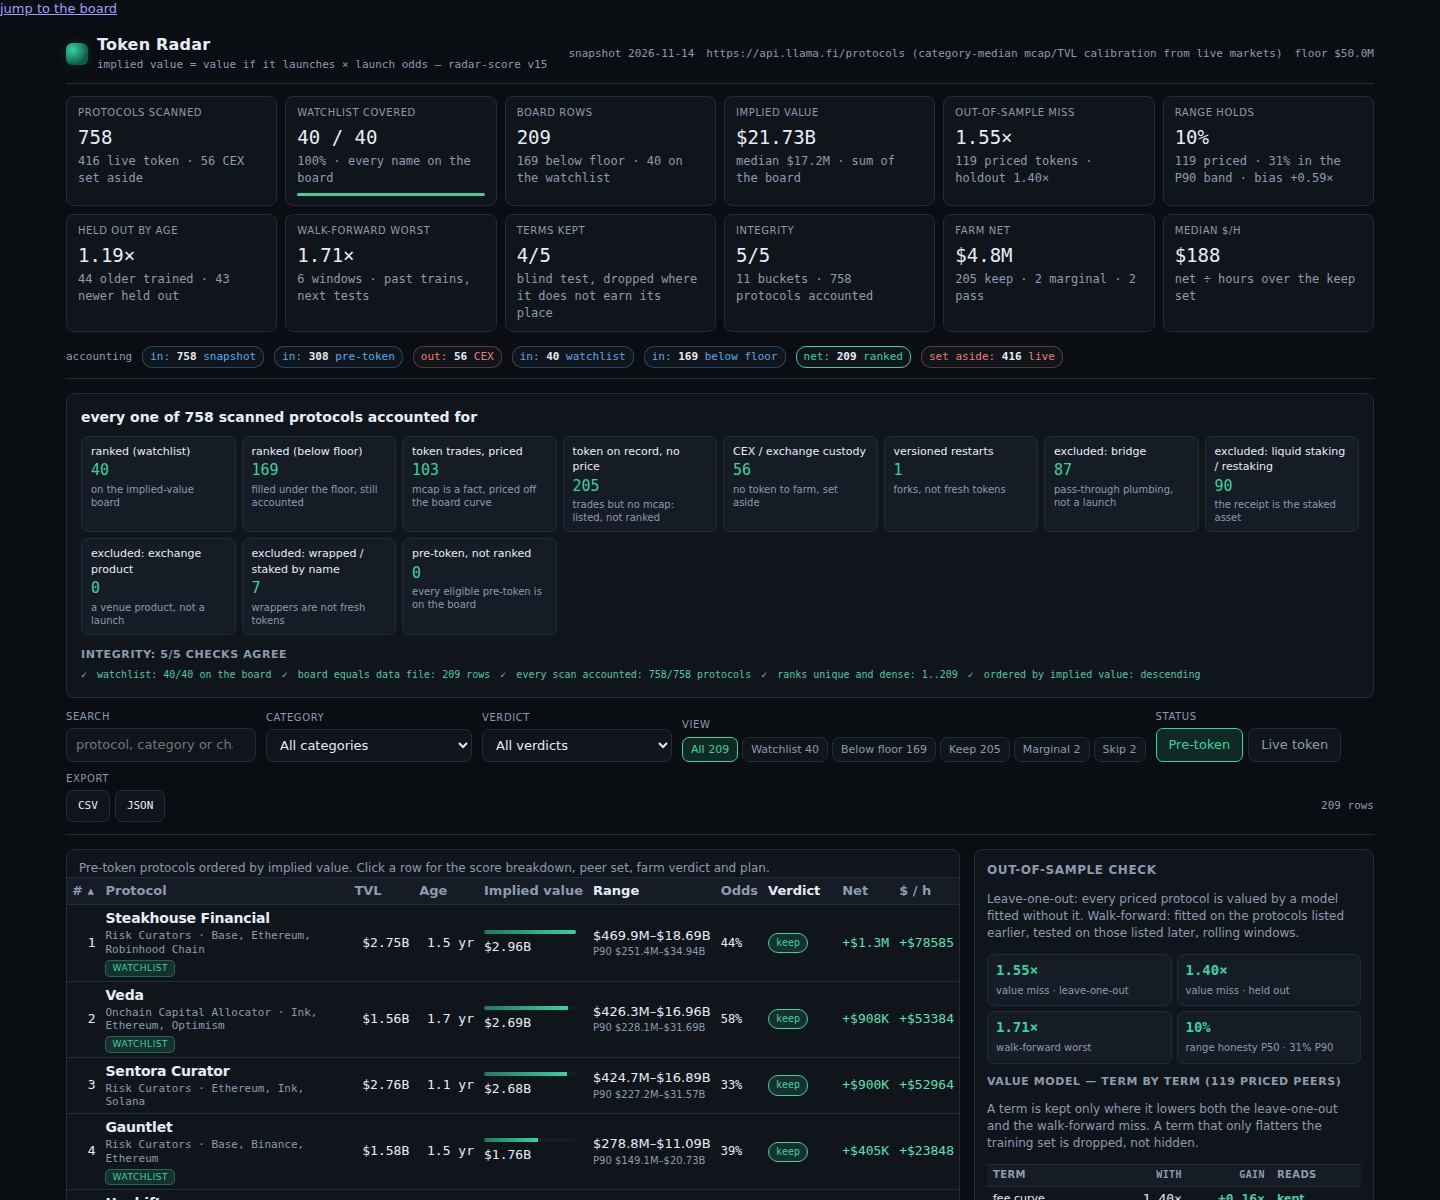 jump to the board
Token Radar
implied value = value if it launches × launch odds — radar-score v15
snapshot 2026-11-14 https://api.llama.fi/protocols (category-median mcap/TVL calibration from live markets) floor $50.0M
PROTOCOLS SCANNED
758
416 live token · 56 CEX
set aside
WATCHLIST COVERED
40 / 40
100% · every name on the
board
BOARD ROWS
209
169 below floor · 40 on
the watchlist
IMPLIED VALUE
$21.73B
median $17.2M · sum of
the board
OUT-OF-SAMPLE MISS
1.55×
119 priced tokens ·
holdout 1.40×
RANGE HOLDS
10%
119 priced · 31% in the
P90 band · bias +0.59×
HELD OUT BY AGE
1.19×
44 older trained · 43
newer held out
WALK-FORWARD WORST
1.71×
6 windows · past trains,
next tests
TERMS KEPT
4/5
blind test, dropped where
it does not earn its
place
INTEGRITY
5/5
11 buckets · 758
protocols accounted
FARM NET
$4.8M
205 keep · 2 marginal · 2
pass
MEDIAN $/H
$188
net ÷ hours over the keep
set
accounting in: 758 snapshot in: 308 pre-token out: 56 CEX in: 40 watchlist in: 169 below floor net: 209 ranked set aside: 416 live
every one of 758 scanned protocols accounted for
ranked (watchlist)
40
on the implied-value
board
ranked (below floor)
169
filled under the floor, still
accounted
token trades, priced
103
mcap is a fact, priced off
the board curve
token on record, no
price
205
trades but no mcap:
listed, not ranked
CEX / exchange custody
56
no token to farm, set
aside
versioned restarts
1
forks, not fresh tokens
excluded: bridge
87
pass-through plumbing,
not a launch
excluded: liquid staking
/ restaking
90
the receipt is the staked
asset
excluded: exchange
product
0
a venue product, not a
launch
excluded: wrapped /
staked by name
7
wrappers are not fresh
tokens
pre-token, not ranked
0
every eligible pre-token is
on the board
INTEGRITY: 5/5 CHECKS AGREE
✓ watchlist: 40/40 on the board ✓ board equals data file: 209 rows ✓ every scan accounted: 758/758 protocols ✓ ranks unique and dense: 1..209 ✓ ordered by implied value: descending
SEARCH
protocol, category or ch
CATEGORY
All categories
VERDICT
All verdicts
VIEW
All 209 Watchlist 40 Below floor 169 Keep 205 Marginal 2 Skip 2
STATUS
Pre-token Live token
EXPORT
CSV JSON
209 rows
Pre-token protocols ordered by implied value. Click a row for the score breakdown, peer set, farm verdict and plan.
# ▲ Protocol TVL Age Implied value Range Odds Verdict Net $ / h
Steakhouse Financial
Risk Curators · Base, Ethereum,
Robinhood Chain
WATCHLIST
1 $2.75B 1.5 yr $2.96B $469.9M–$18.69B P90 $251.4M–$34.94B 44% keep +$1.3M +$78585
Veda
Onchain Capital Allocator · Ink,
Ethereum, Optimism
WATCHLIST
2 $1.56B 1.7 yr $2.69B $426.3M–$16.96B P90 $228.1M–$31.69B 58% keep +$908K +$53384
Sentora Curator
Risk Curators · Ethereum, Ink,
Solana
3 $2.76B 1.1 yr $2.68B $424.7M–$16.89B P90 $227.2M–$31.57B 33% keep +$900K +$52964
Gauntlet
Risk Curators · Base, Binance,
Ethereum
WATCHLIST
4 $1.58B 1.5 yr $1.76B $278.8M–$11.09B P90 $149.1M–$20.73B 39% keep +$405K +$23848
OUT-OF-SAMPLE CHECK
Leave-one-out: every priced protocol is valued by a model
fitted without it. Walk-forward: fitted on the protocols listed
earlier, tested on those listed later, rolling windows.
1.55×
value miss · leave-one-out
1.40×
value miss · held out
1.71×
walk-forward worst
10%
range honesty P50 · 31% P90
VALUE MODEL — TERM BY TERM (119 PRICED PEERS)
A term is kept only where it lowers both the leave-one-out
and the walk-forward miss. A term that only flatters the
training set is dropped, not hidden.
TERM WITH GAIN READS
fee curve 1.40× +0.16× kept